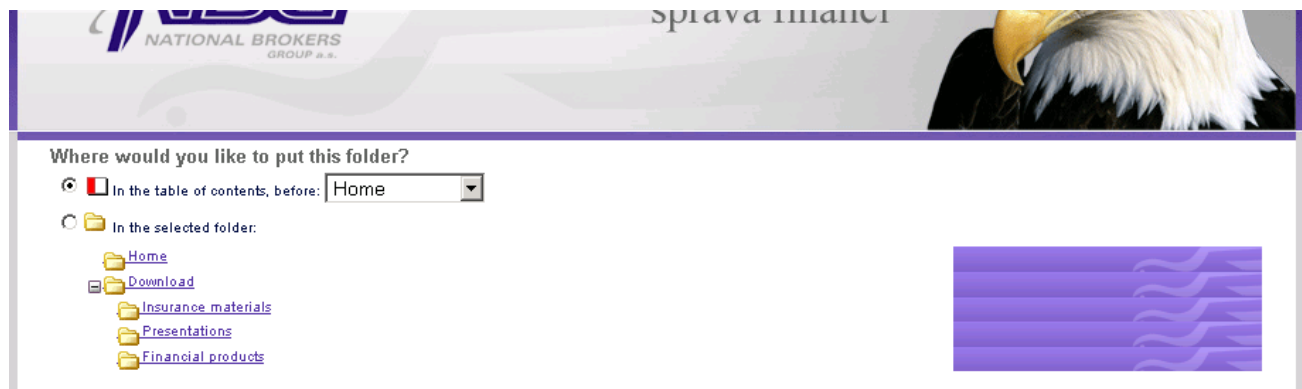 správa financí
NATIONAL BROKERS
GROUP a.s.
Where would you like to put this folder?
In the table of contents, before: Home
In the selected folder:
Home
Download
Insurance materials
Presentations
Financial products